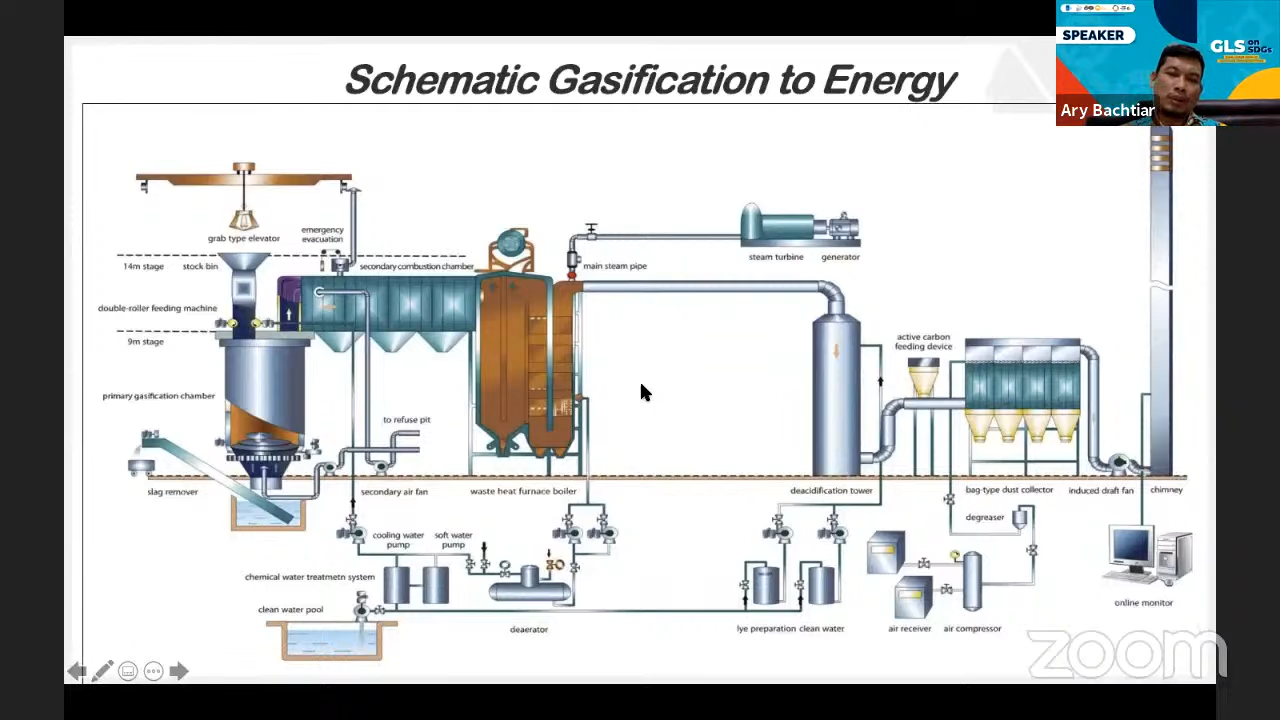 Schematic Gasification to Energy
SPEAKER
GLS on SDGs
Ary Bachtiar
grab type elevator
emergency
evacuation
14m stage
stock bin
secondary combustion chamber
main steam pipe
steam turbine
generator
double-roller feeding machine
9m stage
active carbon
feeding device
primary gasification chamber
to refuse pit
slag remover
secondary air fan
waste heat furnace boiler
deacidification tower
bag-type dust collector
induced draft fan
chimney
cooling water
pump
soft water
pump
degreaser
chemical water treatmetn system
clean water pool
deaerator
lye preparation
clean water
air receiver
air compressor
online monitor
zoom